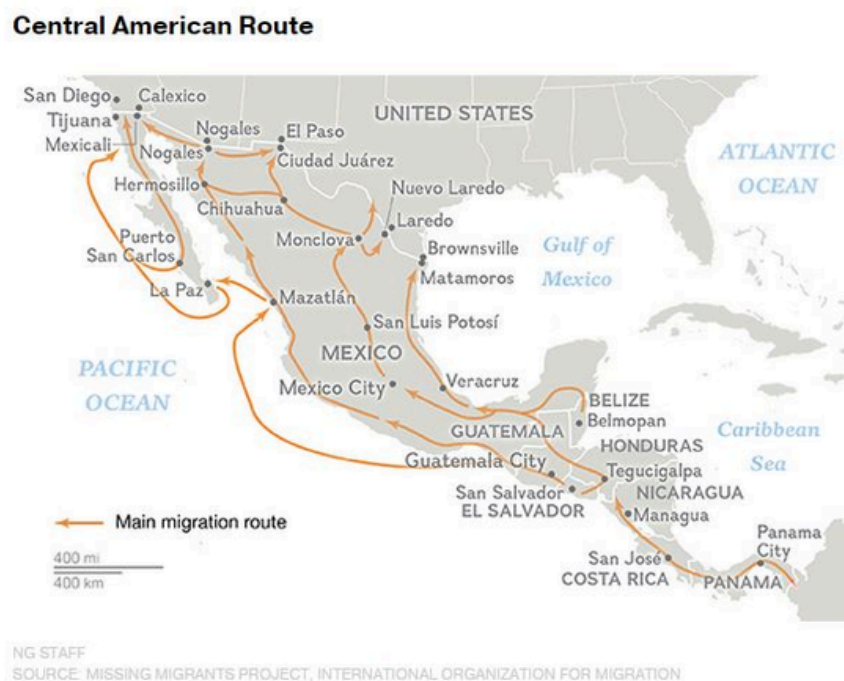 Central American Route
San Diego
Calexico
Tijuana
Mexicali
Nogales
Nogales
El Paso
Ciudad Juárez
UNITED STATES
ATLANTIC
OCEAN
Hermosillo
Chihuahua
Nuevo Laredo
Laredo
Monclova
Brownsville
Matamoros
Gulf of
Mexico
Puerto
San Carlos
La Paz
Mazatlán
San Luis Potosí
MEXICO
PACIFIC
OCEAN
Mexico City
Veracruz
BELIZE
Belmopan
GUATEMALA
Caribbean
Sea
HONDURAS
Guatemala City
Tegucigalpa
San Salvador
EL SALVADOR
NICARAGUA
Managua
Main migration route
Panama
City
San José
COSTA RICA
PANAMA
400 mi
400 km
NG STAFF
SOURCE: MISSING MIGRANTS PROJECT, INTERNATIONAL ORGANIZATION FOR MIGRATION